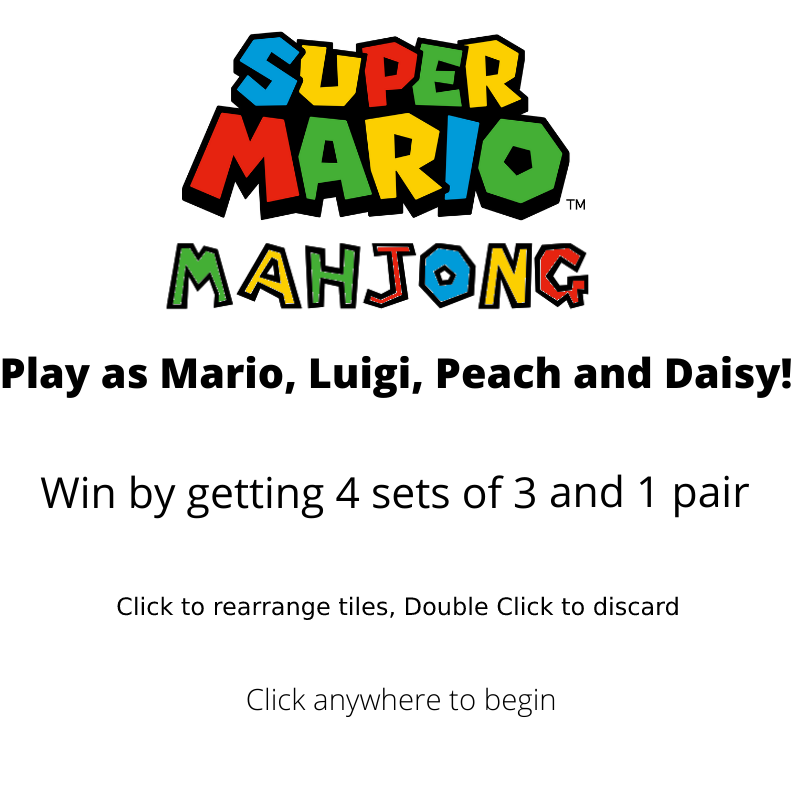 SUPER
MARIO™
MAHJONG
Play as Mario, Luigi, Peach and Daisy!
Win by getting 4 sets of 3 and 1 pair
Click to rearrange tiles, Double Click to discard
Click anywhere to begin